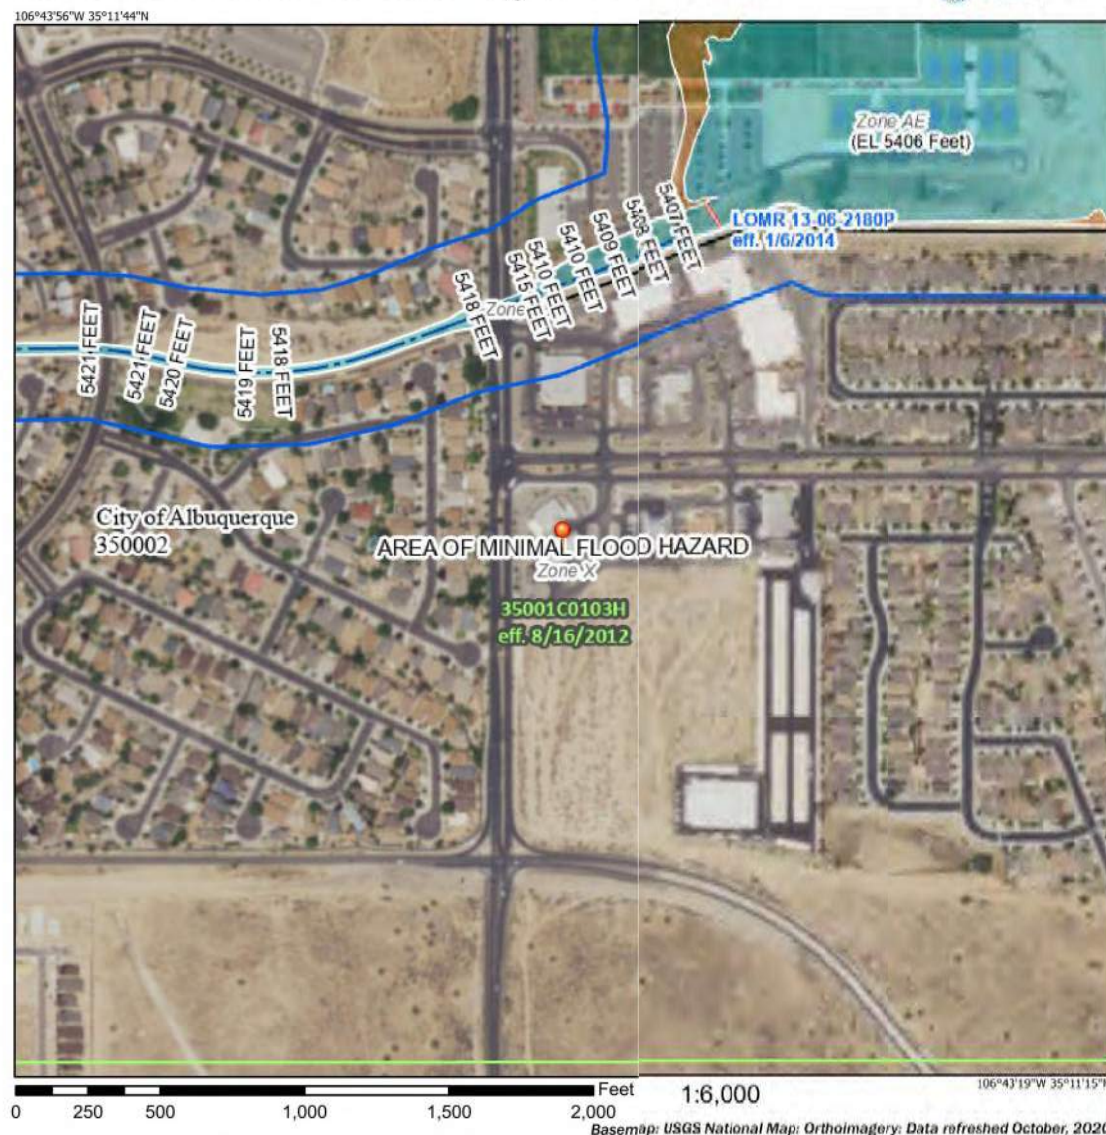 106°43'56"W 35°11'44"N
Zone AE
(EL 5406 Feet)
LOMR 13-06-2180P
eff. 1/6/2014
5407 FEET
5408 FEET
5409 FEET
5410 FEET
5410 FEET
5415 FEET
5418 FEET
Zone
5421 FEET
5421 FEET
5420 FEET
5419 FEET
5418 FEET
City of Albuquerque
350002
AREA OF MINIMAL FLOOD HAZARD
Zone X
35001C0103H
eff. 8/16/2012
Feet
0 250 500 1,000 1,500 2,000
1:6,000
106°43'19"W 35°11'15"N
Basemap: USGS National Map: Orthoimagery: Data refreshed October, 2020